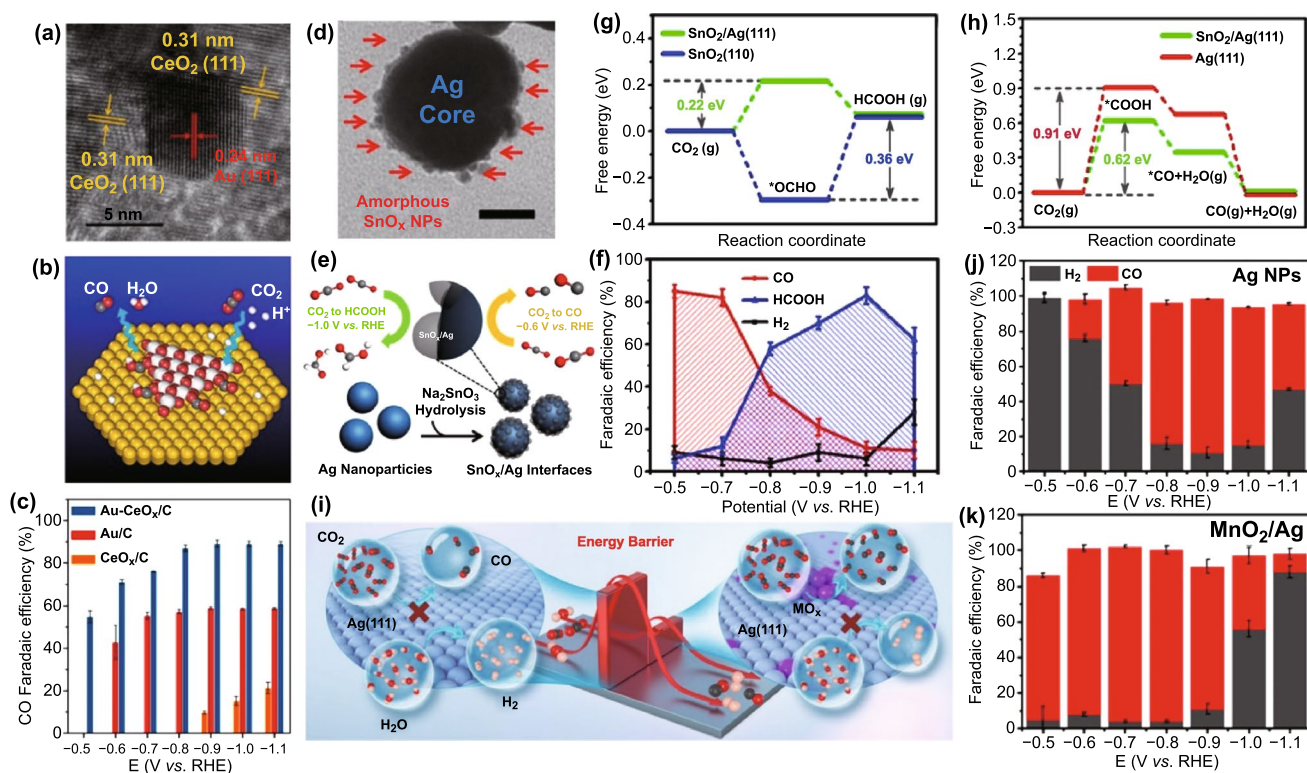 (a)
0.31 nm
CeO₂ (111)
0.31 nm
CeO₂ (111)
0.24 nm
Au (111)
5 nm
(b)
CO
H₂O
CO₂
H⁺
(c)
CO Faradaic efficiency (%)
100
80
60
40
20
0
Au-CeOₓ/C
Au/C
CeOₓ/C
−0.5 −0.6 −0.7 −0.8 −0.9 −1.0 −1.1
E (V vs. RHE)
(d)
Ag
Core
Amorphous
SnOₓ NPs
(e)
CO₂ to HCOOH
−1.0 V vs. RHE
SnOₓ/Ag
CO₂ to CO
−0.6 V vs. RHE
Na₂SnO₃
Hydrolysis
Ag Nanoparticies
SnOₓ/Ag Interfaces
(g)
Free energy (eV)
0.4
0.2
0.0
−0.2
−0.4
SnO₂/Ag(111)
SnO₂(110)
0.22 eV
CO₂ (g)
*OCHO
HCOOH (g)
0.36 eV
Reaction coordinate
(h)
Free energy (eV)
1.5
1.2
0.9
0.6
0.3
0.0
−0.3
SnO₂/Ag(111)
Ag(111)
0.91 eV
*COOH
0.62 eV
*CO+H₂O(g)
CO₂(g)
CO(g)+H₂O(g)
Reaction coordinate
(f)
Faradaic efficiency (%)
100
80
60
40
20
0
CO
HCOOH
H₂
−0.5 −0.6 −0.7 −0.8 −0.9 −1.0 −1.1
Potential (V vs. RHE)
(i)
CO₂
CO
Ag(111)
H₂O
H₂
Energy Barrier
MOₓ
Ag(111)
(j)
Faradaic efficiency (%)
120
100
80
60
40
20
0
H₂
CO
Ag NPs
−0.5 −0.6 −0.7 −0.8 −0.9 −1.0 −1.1
E (V vs. RHE)
(k)
Faradaic efficiency (%)
120
100
80
60
40
20
0
MnO₂/Ag
−0.5 −0.6 −0.7 −0.8 −0.9 −1.0 −1.1
E (V vs. RHE)